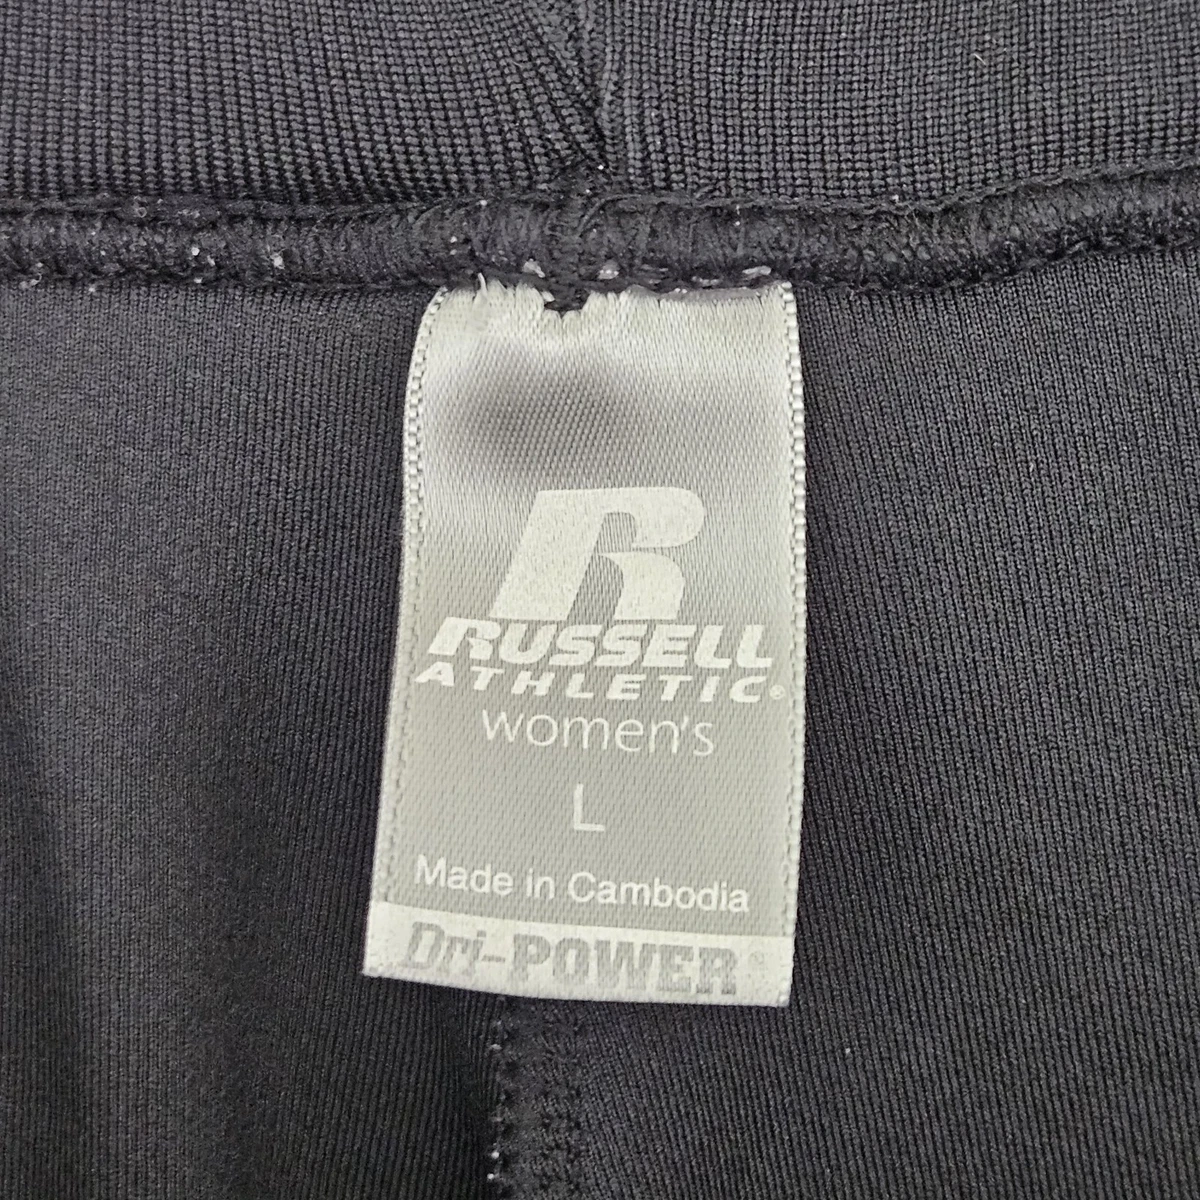 R
RUSSELL
ATHLETIC®
women's
L
Made in Cambodia
Dri-POWER®